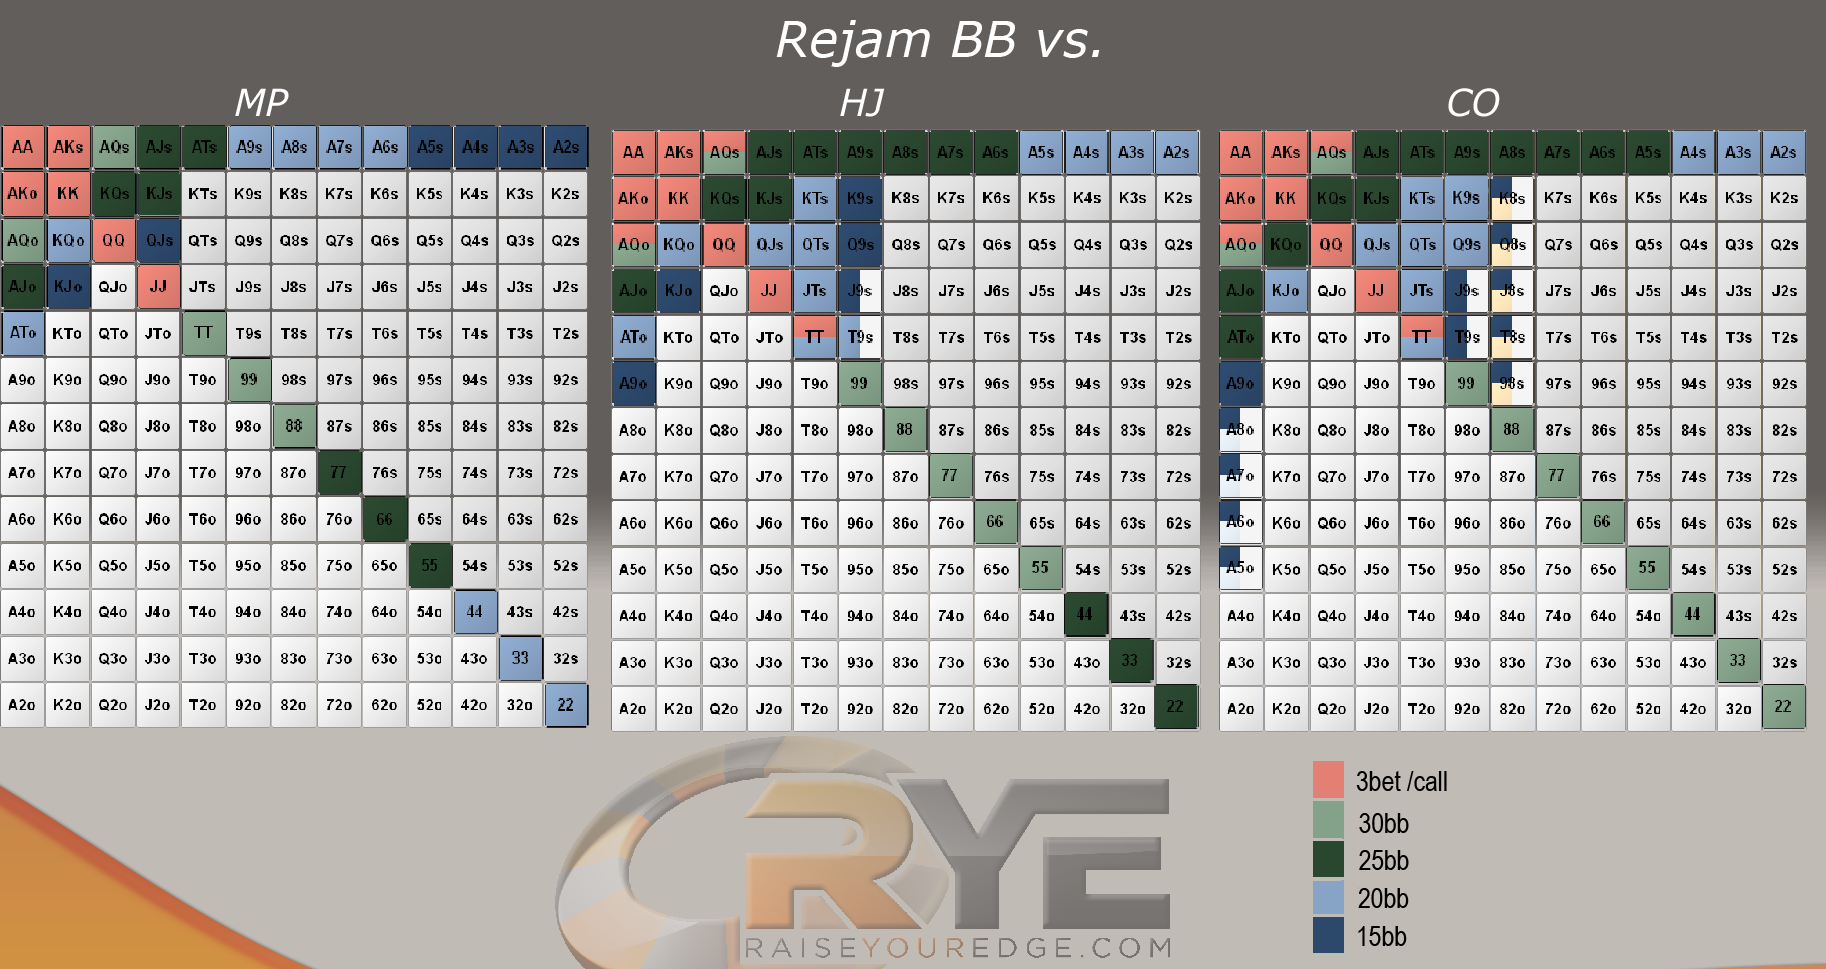 Rejam BB vs.
MP
AA AKs AQs AJs ATs A9s A8s A7s A6s A5s A4s A3s A2s
AKo KK KQs KJs KTs K9s K8s K7s K6s K5s K4s K3s K2s
AQo KQo QQ QJs QTs Q9s Q8s Q7s Q6s Q5s Q4s Q3s Q2s
AJo KJo QJo JJ JTs J9s J8s J7s J6s J5s J4s J3s J2s
ATo KTo QTo JTo TT T9s T8s T7s T6s T5s T4s T3s T2s
A9o K9o Q9o J9o T9o 99 98s 97s 96s 95s 94s 93s 92s
A8o K8o Q8o J8o T8o 98o 88 87s 86s 85s 84s 83s 82s
A7o K7o Q7o J7o T7o 97o 87o 77 76s 75s 74s 73s 72s
A6o K6o Q6o J6o T6o 96o 86o 76o 66 65s 64s 63s 62s
A5o K5o Q5o J5o T5o 95o 85o 75o 65o 55 54s 53s 52s
A4o K4o Q4o J4o T4o 94o 84o 74o 64o 54o 44 43s 42s
A3o K3o Q3o J3o T3o 93o 83o 73o 63o 53o 43o 33 32s
A2o K2o Q2o J2o T2o 92o 82o 72o 62o 52o 42o 32o 22
HJ
AA AKs AQs AJs ATs A9s A8s A7s A6s A5s A4s A3s A2s
AKo KK KQs KJs KTs K9s K8s K7s K6s K5s K4s K3s K2s
AQo KQo QQ QJs QTs Q9s Q8s Q7s Q6s Q5s Q4s Q3s Q2s
AJo KJo QJo JJ JTs J9s J8s J7s J6s J5s J4s J3s J2s
ATo KTo QTo JTo TT T9s T8s T7s T6s T5s T4s T3s T2s
A9o K9o Q9o J9o T9o 99 98s 97s 96s 95s 94s 93s 92s
A8o K8o Q8o J8o T8o 98o 88 87s 86s 85s 84s 83s 82s
A7o K7o Q7o J7o T7o 97o 87o 77 76s 75s 74s 73s 72s
A6o K6o Q6o J6o T6o 96o 86o 76o 66 65s 64s 63s 62s
A5o K5o Q5o J5o T5o 95o 85o 75o 65o 55 54s 53s 52s
A4o K4o Q4o J4o T4o 94o 84o 74o 64o 54o 44 43s 42s
A3o K3o Q3o J3o T3o 93o 83o 73o 63o 53o 43o 33 32s
A2o K2o Q2o J2o T2o 92o 82o 72o 62o 52o 42o 32o 22
CO
AA AKs AQs AJs ATs A9s A8s A7s A6s A5s A4s A3s A2s
AKo KK KQs KJs KTs K9s K8s K7s K6s K5s K4s K3s K2s
AQo KQo QQ QJs QTs Q9s Q8s Q7s Q6s Q5s Q4s Q3s Q2s
AJo KJo QJo JJ JTs J9s J8s J7s J6s J5s J4s J3s J2s
ATo KTo QTo JTo TT T9s T8s T7s T6s T5s T4s T3s T2s
A9o K9o Q9o J9o T9o 99 98s 97s 96s 95s 94s 93s 92s
A8o K8o Q8o J8o T8o 98o 88 87s 86s 85s 84s 83s 82s
A7o K7o Q7o J7o T7o 97o 87o 77 76s 75s 74s 73s 72s
A6o K6o Q6o J6o T6o 96o 86o 76o 66 65s 64s 63s 62s
A5o K5o Q5o J5o T5o 95o 85o 75o 65o 55 54s 53s 52s
A4o K4o Q4o J4o T4o 94o 84o 74o 64o 54o 44 43s 42s
A3o K3o Q3o J3o T3o 93o 83o 73o 63o 53o 43o 33 32s
A2o K2o Q2o J2o T2o 92o 82o 72o 62o 52o 42o 32o 22
RYE
RAISEYOUREDGE.COM
3bet /call
30bb
25bb
20bb
15bb